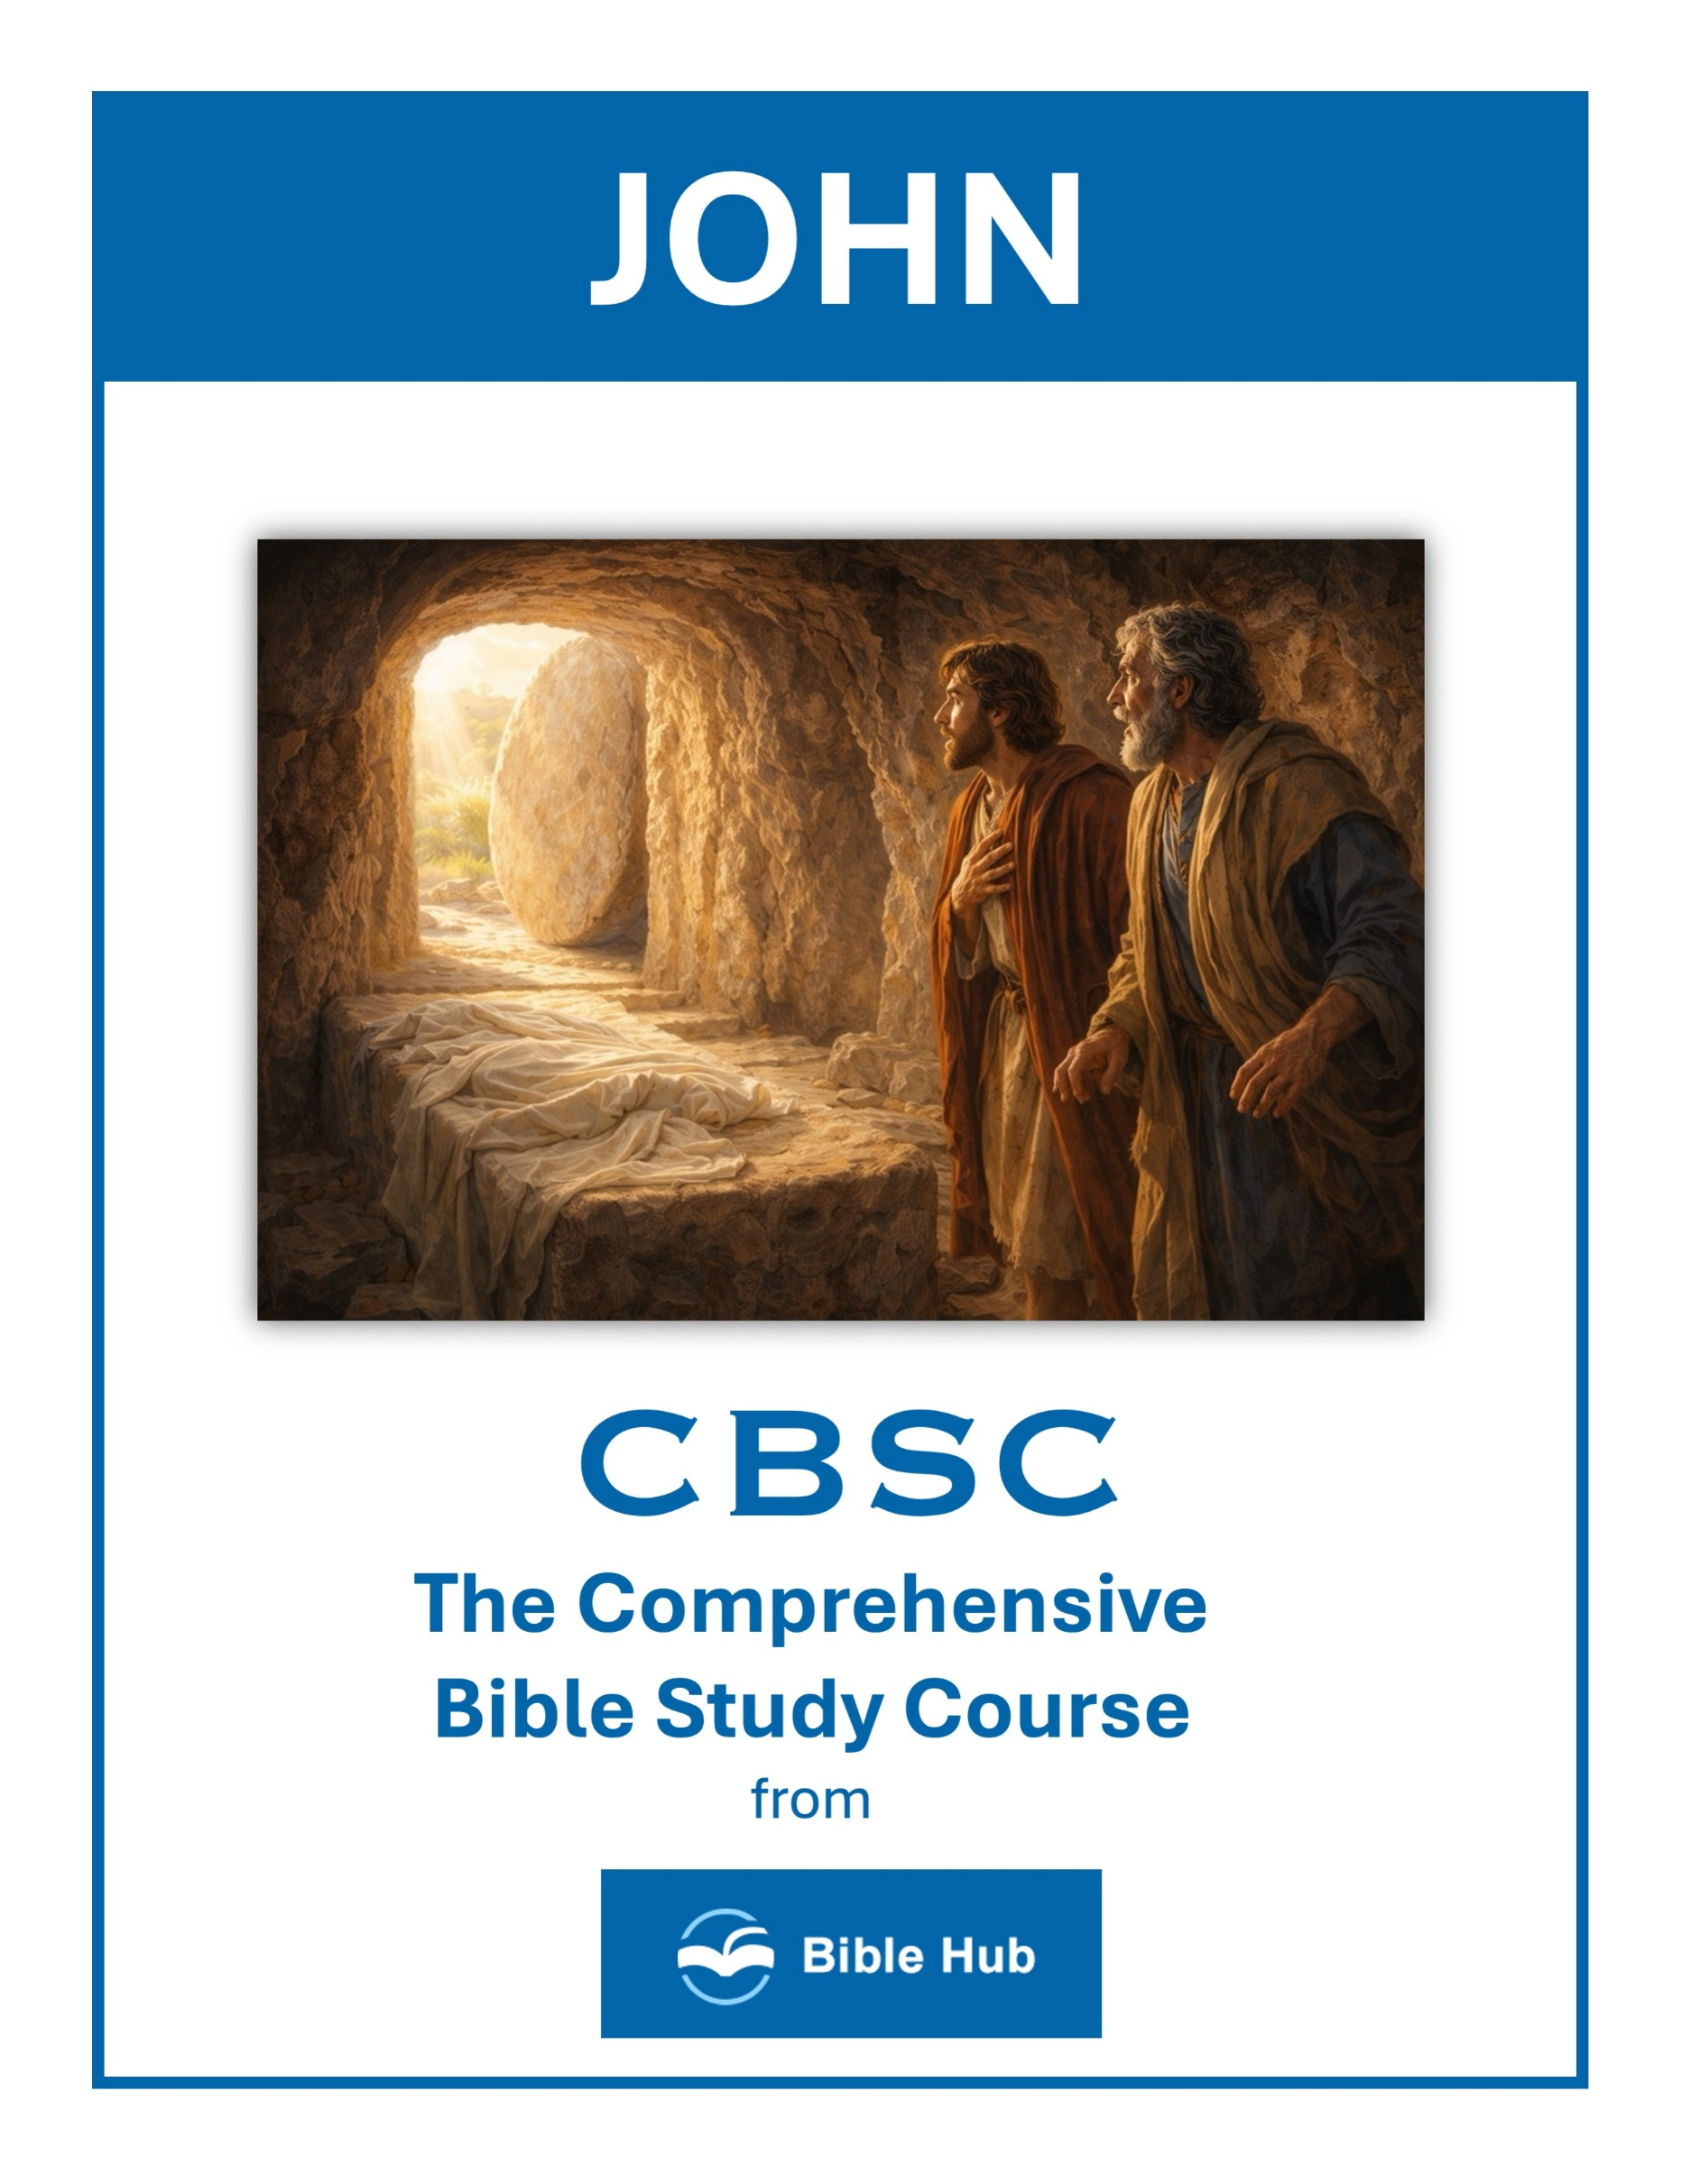 JOHN
CBSC
The Comprehensive
Bible Study Course
from
Bible Hub